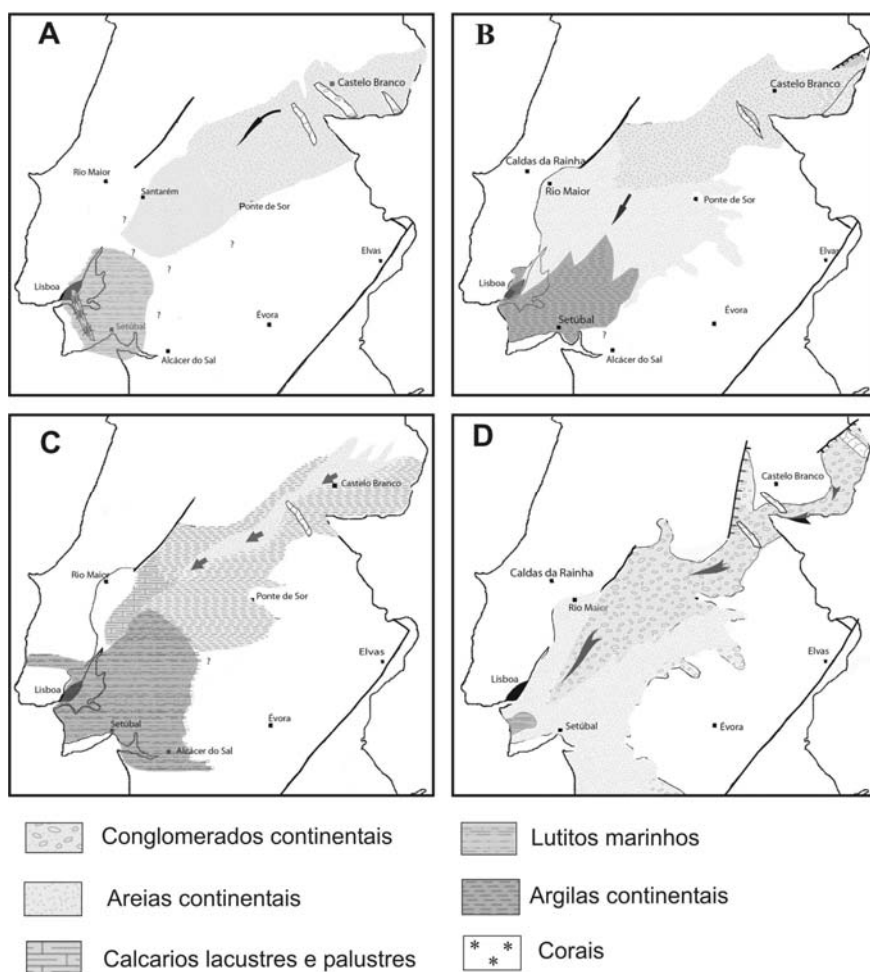 A
Castelo Branco
Rio Maior
Santarém
Ponte de Sor
?
?
?
?
Elvas
Lisboa
?
Setúbal
Évora
Alcácer do Sal
B
Castelo Branco
Caldas da Rainha
Rio Maior
Ponte de Sor
Elvas
Lisboa
Setúbal
Évora
?
Alcácer do Sal
C
Castelo Branco
Rio Maior
Ponte de Sor
Elvas
?
Lisboa
Setúbal
Évora
Alcácer do Sal
D
Castelo Branco
Caldas da Rainha
Rio Maior
Elvas
Lisboa
Setúbal
Évora
Conglomerados continentais
Areias continentais
Calcarios lacustres e palustres
Lutitos marinhos
Argilas continentais
Corais